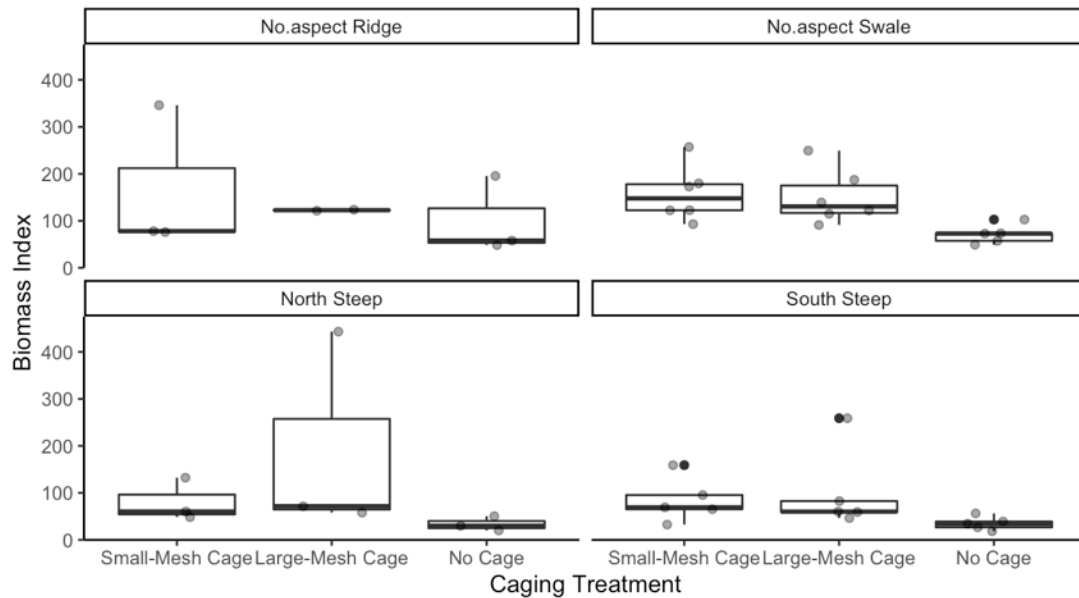 No.aspect Ridge
No.aspect Swale
400
300
200
100
0
Biomass Index
North Steep
South Steep
400
300
200
100
0
Small-Mesh Cage Large-Mesh Cage No Cage
Small-Mesh Cage Large-Mesh Cage No Cage
Caging Treatment